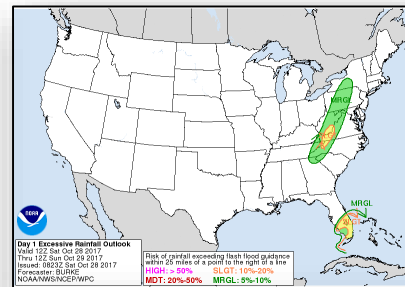 MRGL
MRGL
NOAA
Day 1 Excessive Rainfall Outlook
Valid 12Z Sat Oct 28 2017
Thru 12Z Sun Oct 29 2017
Issued: 0823Z Sat Oct 28 2017
Forecaster: BURKE
NOAA/NWS/NCEP/WPC
Risk of rainfall exceeding flash flood guidance
within 25 miles of a point to the right of a line
HIGH: > 50% SLGT: 10%-20%
MDT: 20%-50% MRGL: 5%-10%